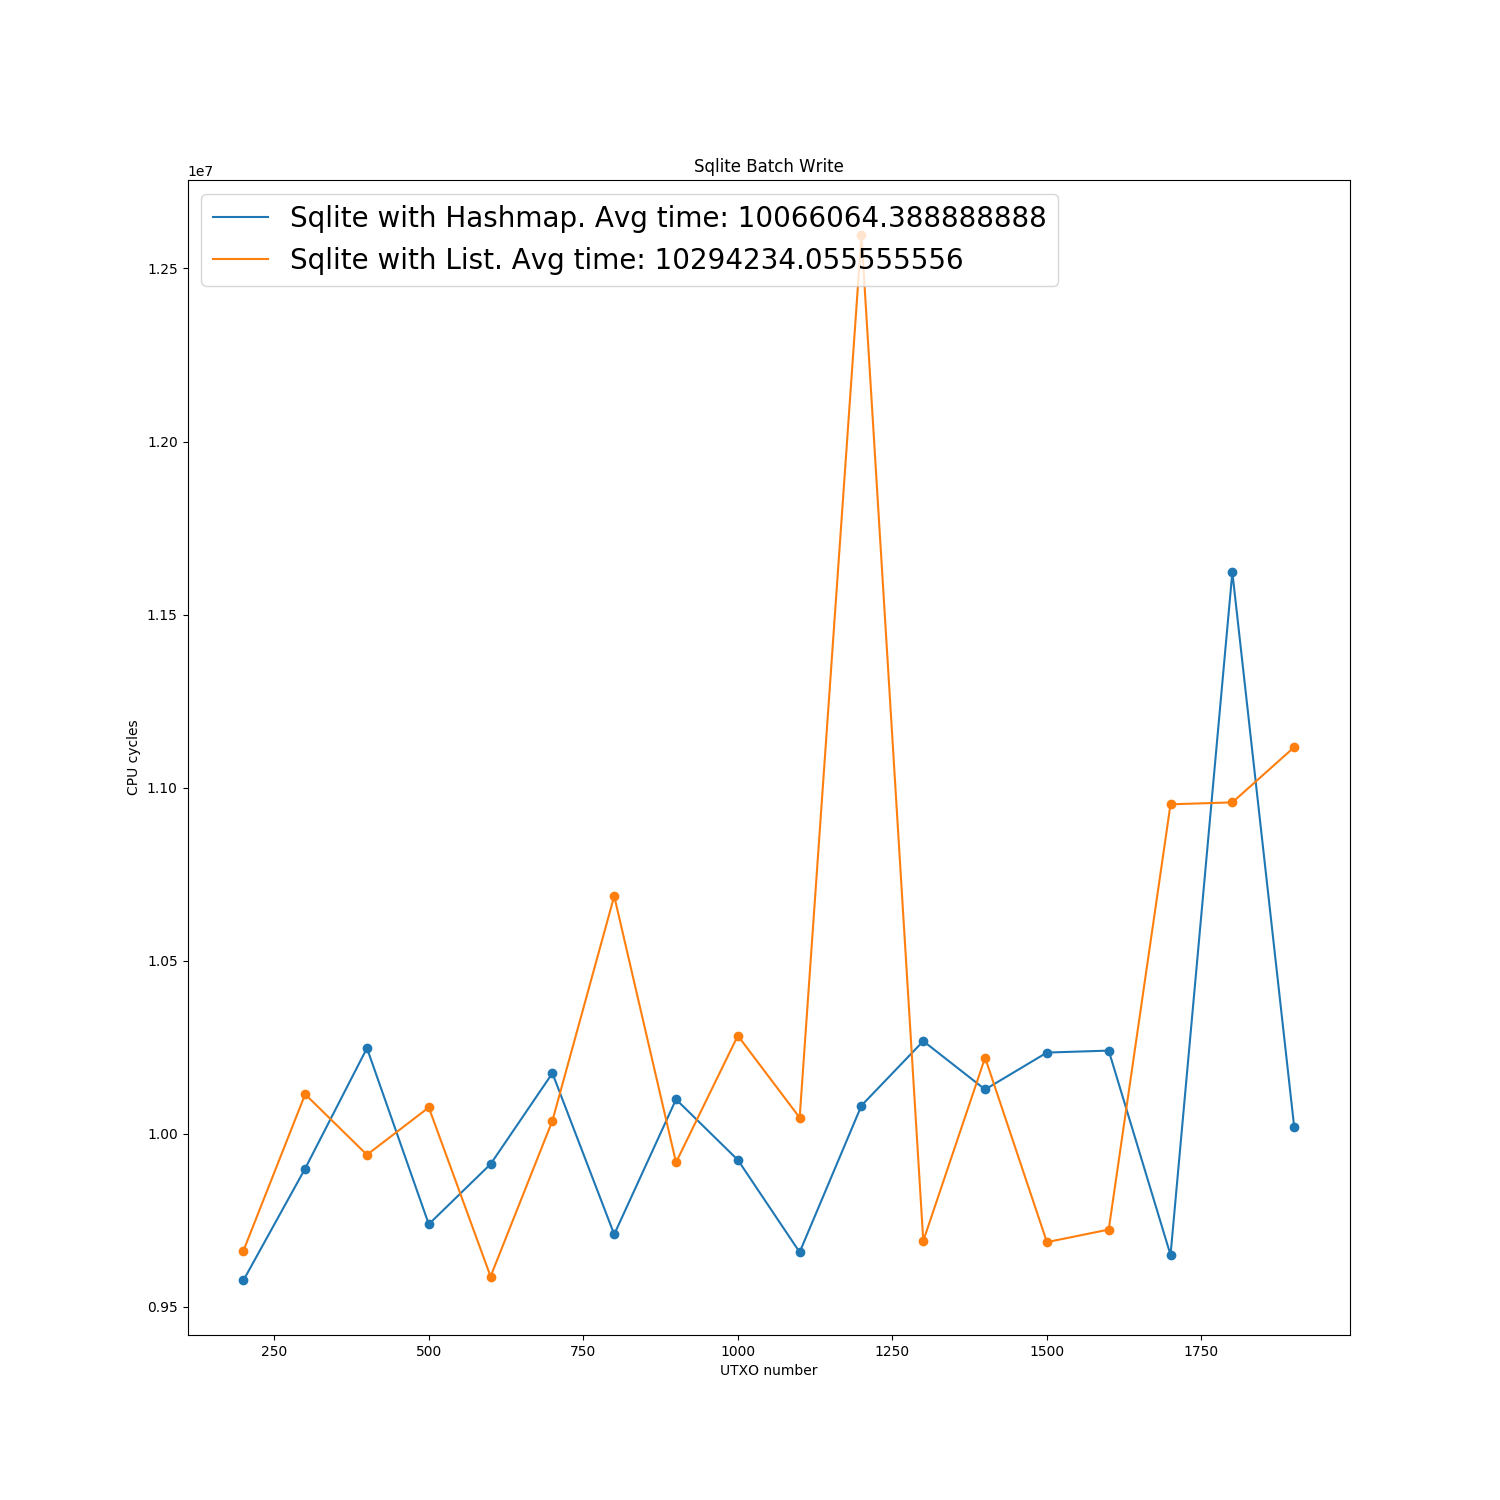 Sqlite Batch Write
1e7
Sqlite with Hashmap. Avg time: 10066064.388888888
Sqlite with List. Avg time: 10294234.055555556
1.25
1.20
1.15
1.10
1.05
1.00
0.95
CPU cycles
250 500 750 1000 1250 1500 1750
UTXO number